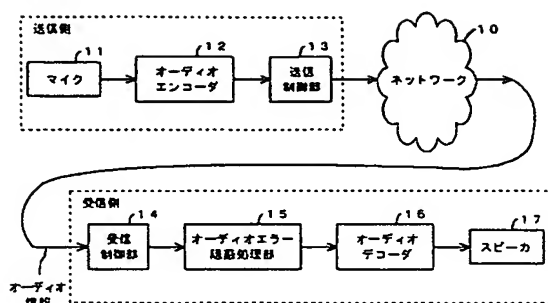 送信側
11
マイク
12
オーディオ
エンコーダ
13
送信
制御部
10
ネットワーク
受信側
14
受信
制御部
15
オーディオエラー
隠蔽処理部
16
オーディオ
デコーダ
17
スピーカ
オーディオ
情報